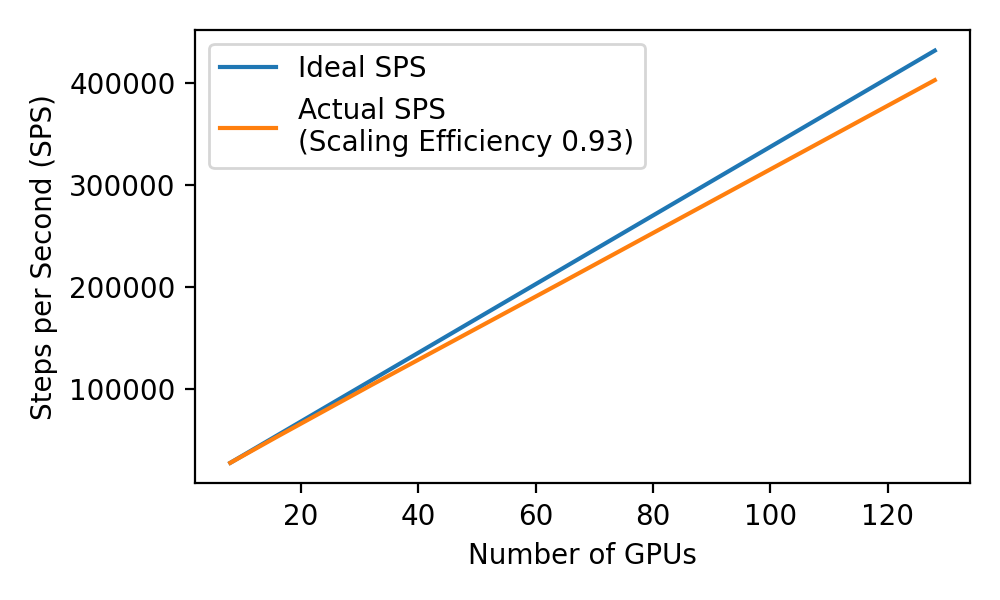 Ideal SPS
Actual SPS
(Scaling Efficiency 0.93)
400000
300000
200000
100000
Steps per Second (SPS)
20 40 60 80 100 120
Number of GPUs